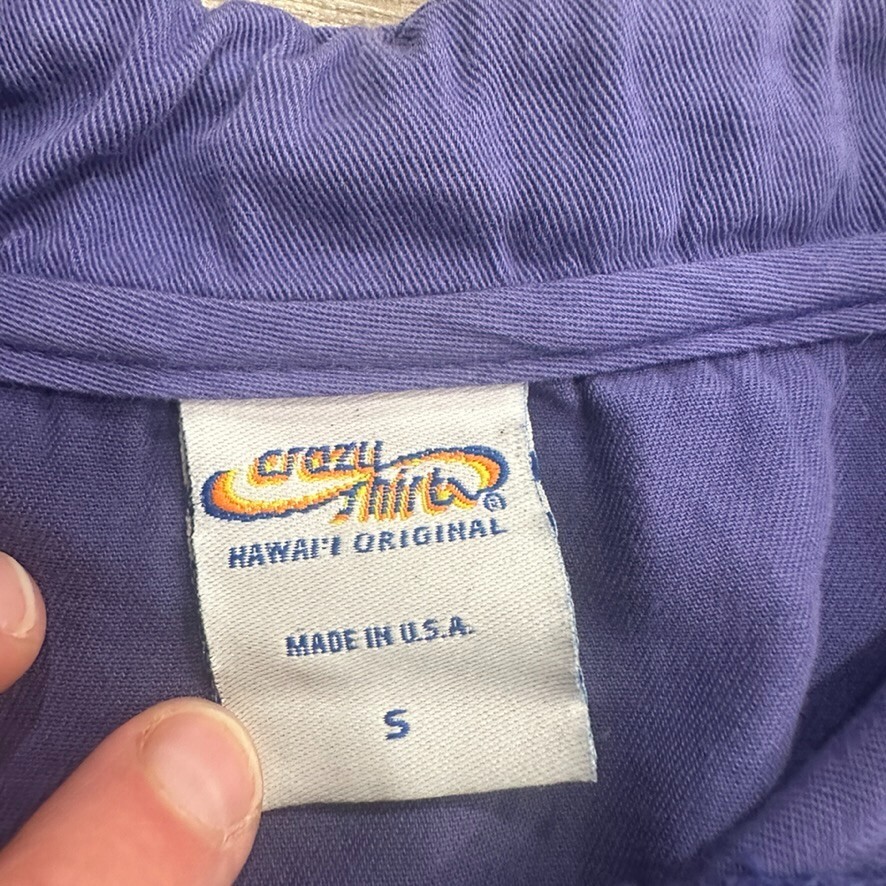 crazy
shirts®
HAWAI'I ORIGINAL
MADE IN U.S.A.
S